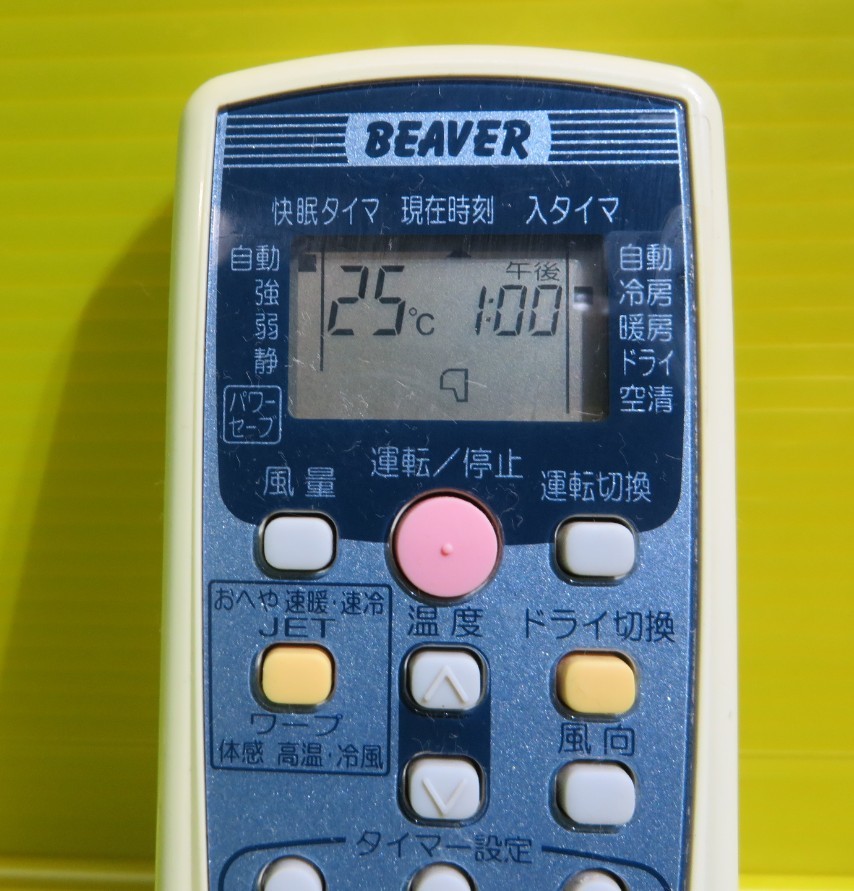 BEAVER
快眠タイマ 現在時刻 入タイマ
自動
強
弱
静
パワー
セーブ
午後
25℃ 1:00
自動
冷房
暖房
ドライ
空清
風量
運転／停止
運転切換
おへや 速暖・速冷
JET
温度
ドライ切換
ワープ
体感 高温・冷風
風向
タイマー設定